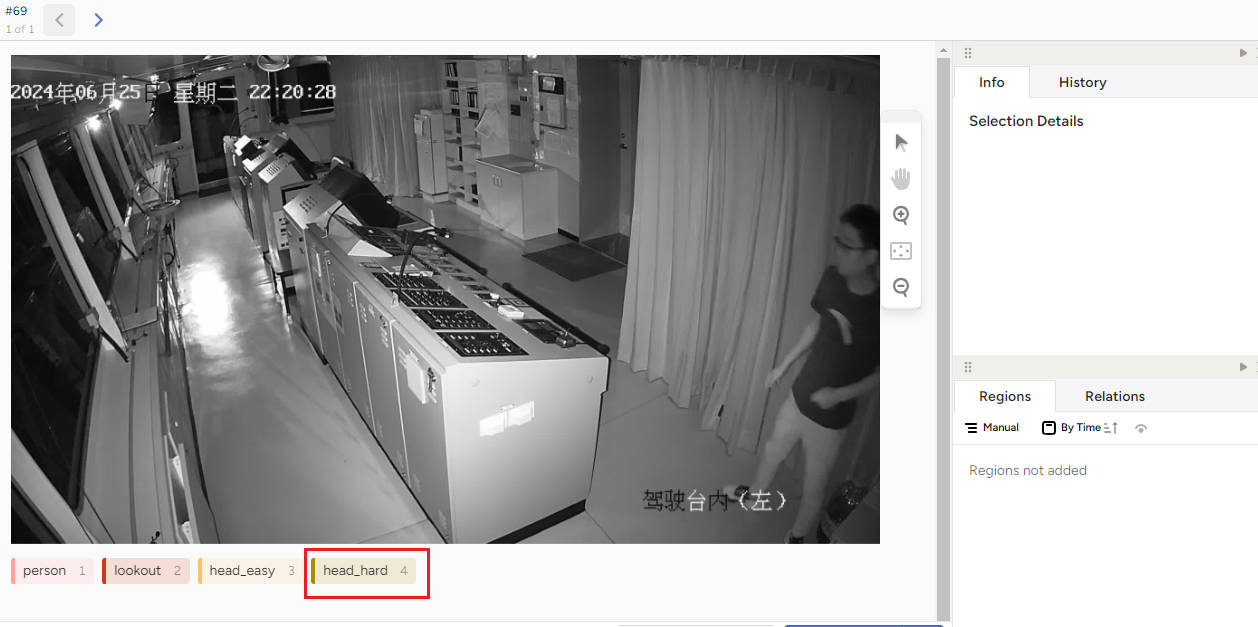 #69
1 of 1
2024年06月25日 星期二 22:20:28
驾驶台内(左)
person 1
lookout 2
head_easy 3
head_hard 4
Info
History
Selection Details
Regions
Relations
Manual
By Time
Regions not added